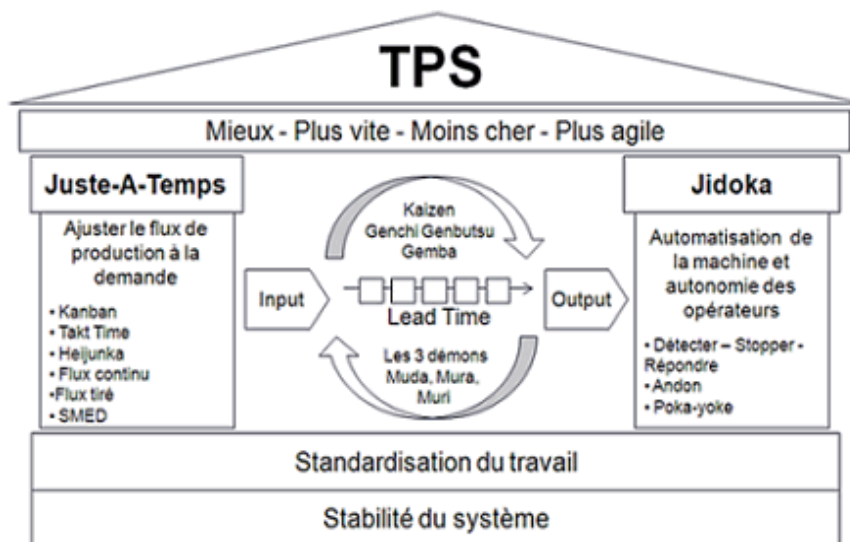 TPS
Mieux - Plus vite - Moins cher - Plus agile
Juste-A-Temps
Ajuster le flux de
production à la
demande
• Kanban
• Takt Time
• Heijunka
• Flux continu
•Flux tiré
• SMED
Input
Kaizen
Genchi Genbutsu
Gemba
Lead Time
Les 3 démons
Muda, Mura,
Muri
Output
Jidoka
Automatisation de
la machine et
autonomie des
opérateurs
• Détecter – Stopper -
Répondre
• Andon
• Poka-yoke
Standardisation du travail
Stabilité du système